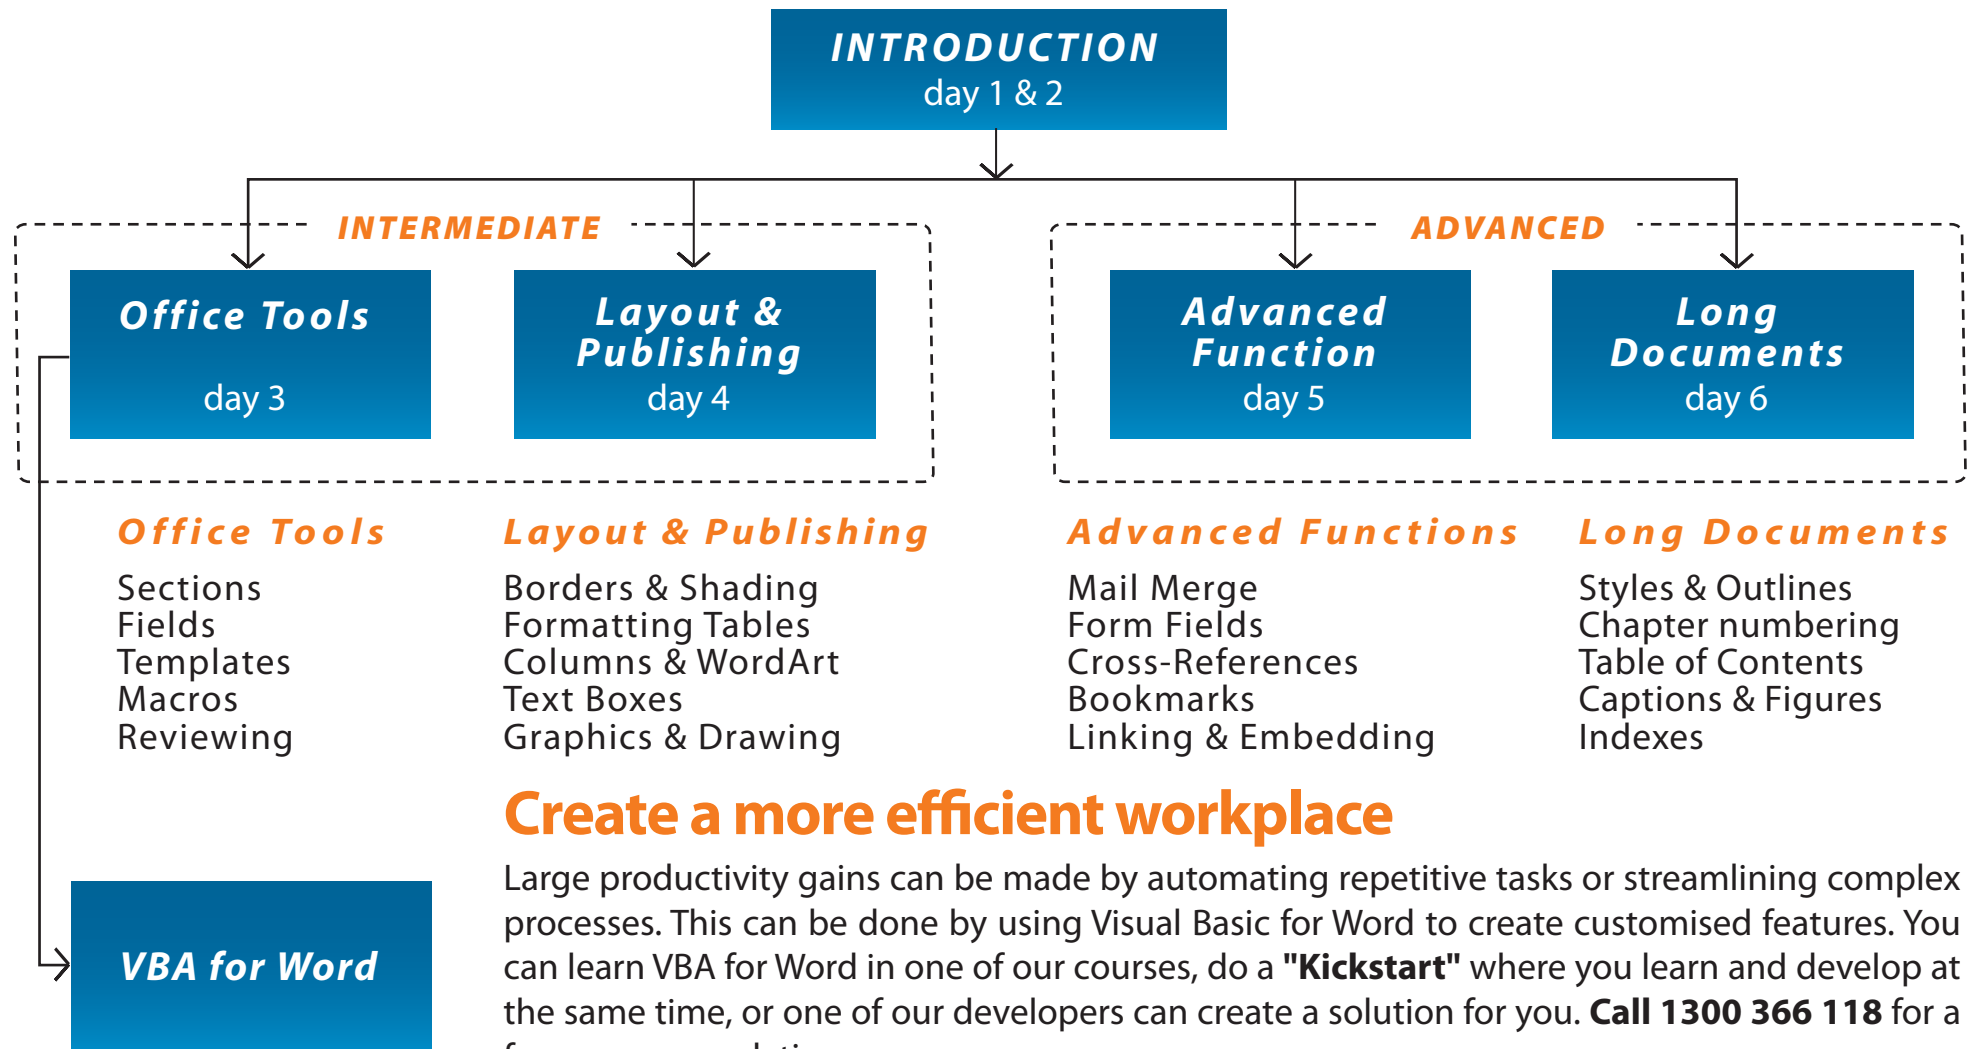 INTRODUCTION
day 1 & 2
INTERMEDIATE
ADVANCED
Office Tools
day 3
Layout &
Publishing
day 4
Advanced
Function
day 5
Long
Documents
day 6
Office Tools
Sections
Fields
Templates
Macros
Reviewing
Layout & Publishing
Borders & Shading
Formatting Tables
Columns & WordArt
Text Boxes
Graphics & Drawing
Advanced Functions
Mail Merge
Form Fields
Cross-References
Bookmarks
Linking & Embedding
Long Documents
Styles & Outlines
Chapter numbering
Table of Contents
Captions & Figures
Indexes
VBA for Word
Create a more efficient workplace
Large productivity gains can be made by automating repetitive tasks or streamlining complex
processes. This can be done by using Visual Basic for Word to create customised features. You
can learn VBA for Word in one of our courses, do a "Kickstart" where you learn and develop at
the same time, or one of our developers can create a solution for you. Call 1300 366 118 for a